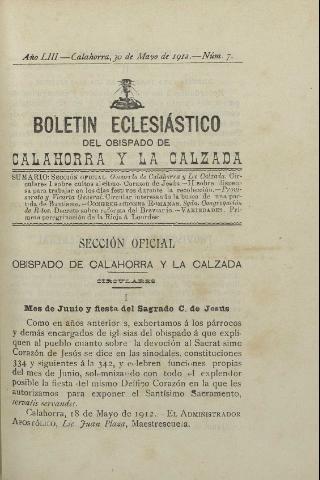 Año LIII.—Calahorra, 30 de Mayo de 1912.—Núm. 7.
BOLETIN ECLESIÁSTICO
DEL OBISPADO DE
CALAHORRA Y LA CALZADA
SUMARIO: SECCIÓN OFICIAL Obispado de Calahorra y La Calzada. Cir-
culares: I sobre cultos al Stmo. Corazón de Jesús—II sobre dispen-
sa para trabajar en los días festivos durante la recolección.—Provi-
sorato y Vicaría General. Circular interesando la busca de una par-
tida de Bautismo.—CONGREGACIONES ROMANAS. Sgda. Congregación
de Ritos. Decreto sobre reforma del Breviario.—VARIEDADES. Pri-
mera peregrinación de la Rioja á Lourdes
SECCIÓN OFICIAL
OBISPADO DE CALAHORRA Y LA CALZADA
CIRCULARES
I
Mes de Junio y fiesta del Sagrado C. de Jesús
Como en años anterior s, exhortamos á los párrocos
y demás encargados de igl sias del obispado á que expli-
quen al pueblo cuanto sobre la devoción al Sacrat simo
Corazón de Jesús se dice en las sinodales, constituciones
334 y siguientes á la 342, y celebren funciones propias
del mes de Junio, solemnizando con todo el explendor
posible la fiesta del mismo Deífico Corazón en la que les
autorizamos para exponer el Santísimo Sacramento,
servatis servandis.
Calahorra, 18 de Mayo de 1912.—EL ADMINISTRADOR
APOSTÓLICO, Lic. Juan Plaza, Maestrescuela.